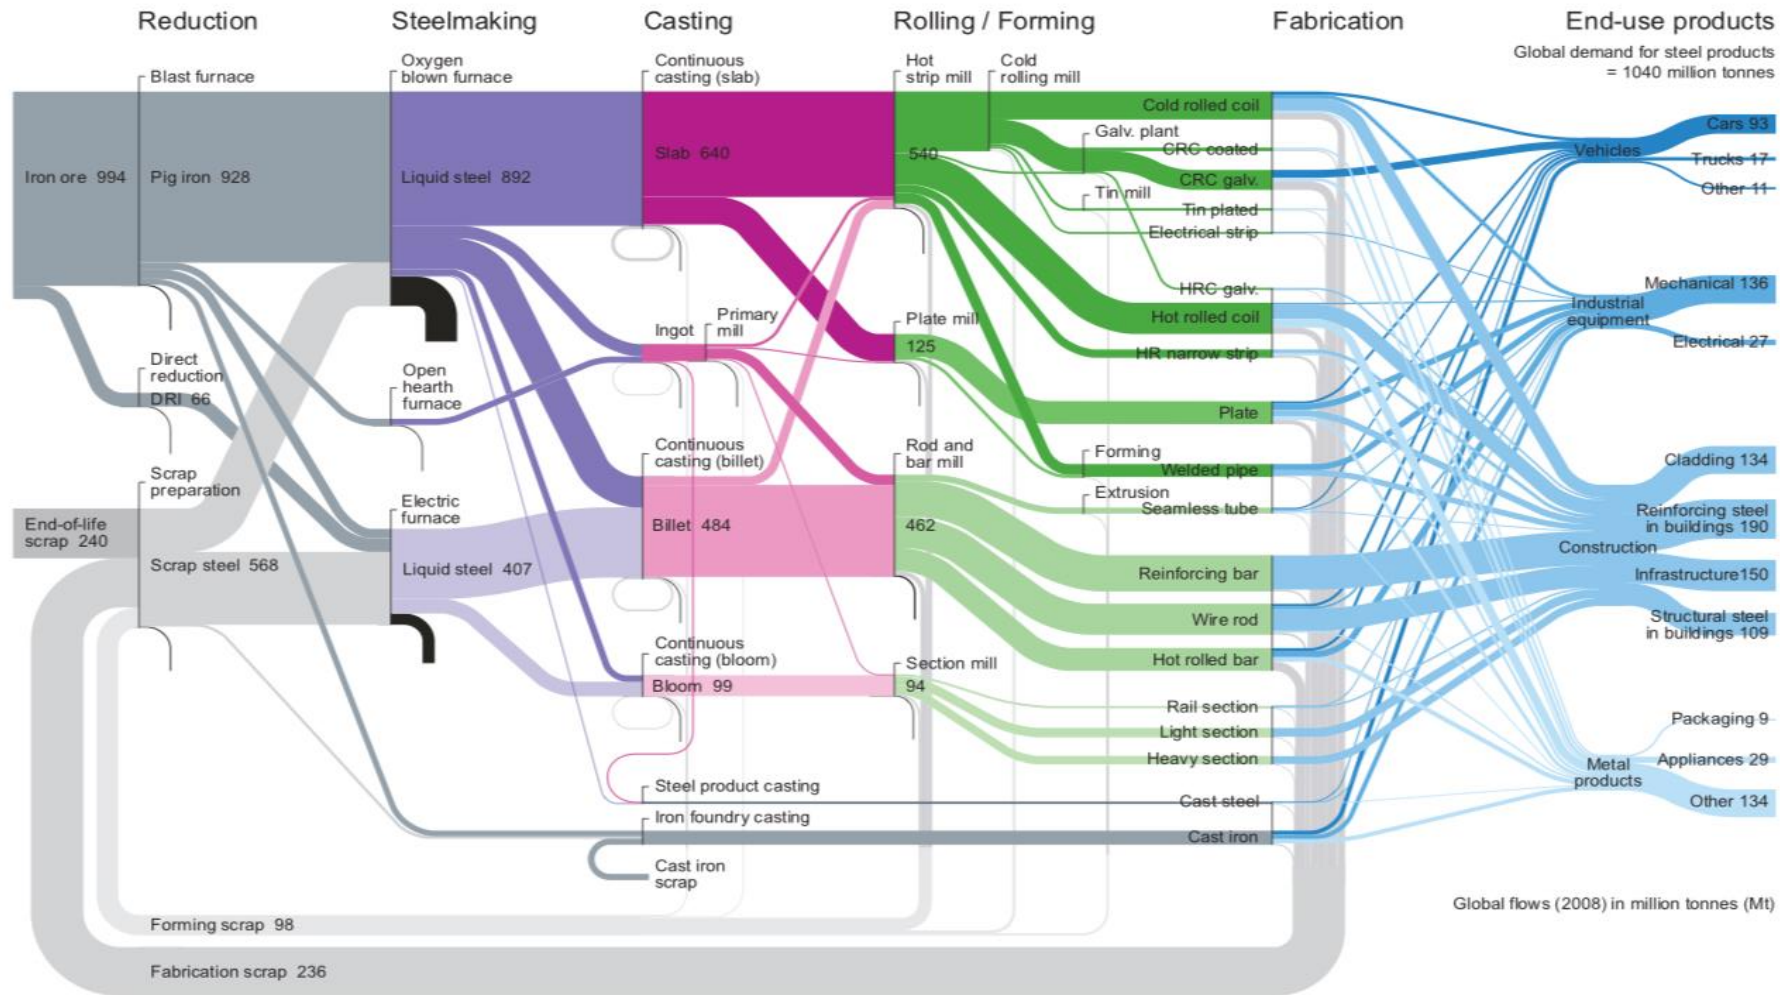 Reduction
Steelmaking
Casting
Rolling / Forming
Fabrication
End-use products
Global demand for steel products
= 1040 million tonnes
Blast furnace
Oxygen
blown furnace
Continuous
casting (slab)
Hot
strip mill
Cold
rolling mill
Iron ore 994
Pig iron 928
Liquid steel 892
Slab 640
540
Cold rolled coil
Galv. plant
CRC coated
CRC galv.
Tin mill
Tin plated
Electrical strip
HRC galv.
Hot rolled coil
HR narrow strip
Vehicles
Cars 93
Trucks 17
Other 11
Direct
reduction
DRI 66
Open
hearth
furnace
Ingot
Primary
mill
Plate mill
125
Plate
Industrial
equipment
Mechanical 136
Electrical 27
Scrap
preparation
Electric
furnace
Continuous
casting (billet)
Rod and
bar mill
Forming
Welded pipe
Extrusion
Seamless tube
Cladding 134
End-of-life
scrap 240
Scrap steel 568
Liquid steel 407
Billet 484
462
Reinforcing bar
Wire rod
Hot rolled bar
Construction
Reinforcing steel
in buildings 190
Infrastructure150
Structural steel
in buildings 109
Continuous
casting (bloom)
Bloom 99
Section mill
94
Rail section
Light section
Heavy section
Steel product casting
Cast steel
Iron foundry casting
Cast iron
Cast iron
scrap
Metal
products
Packaging 9
Appliances 29
Other 134
Forming scrap 98
Fabrication scrap 236
Global flows (2008) in million tonnes (Mt)